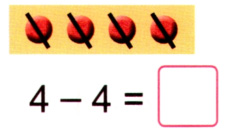 4 – 4 =